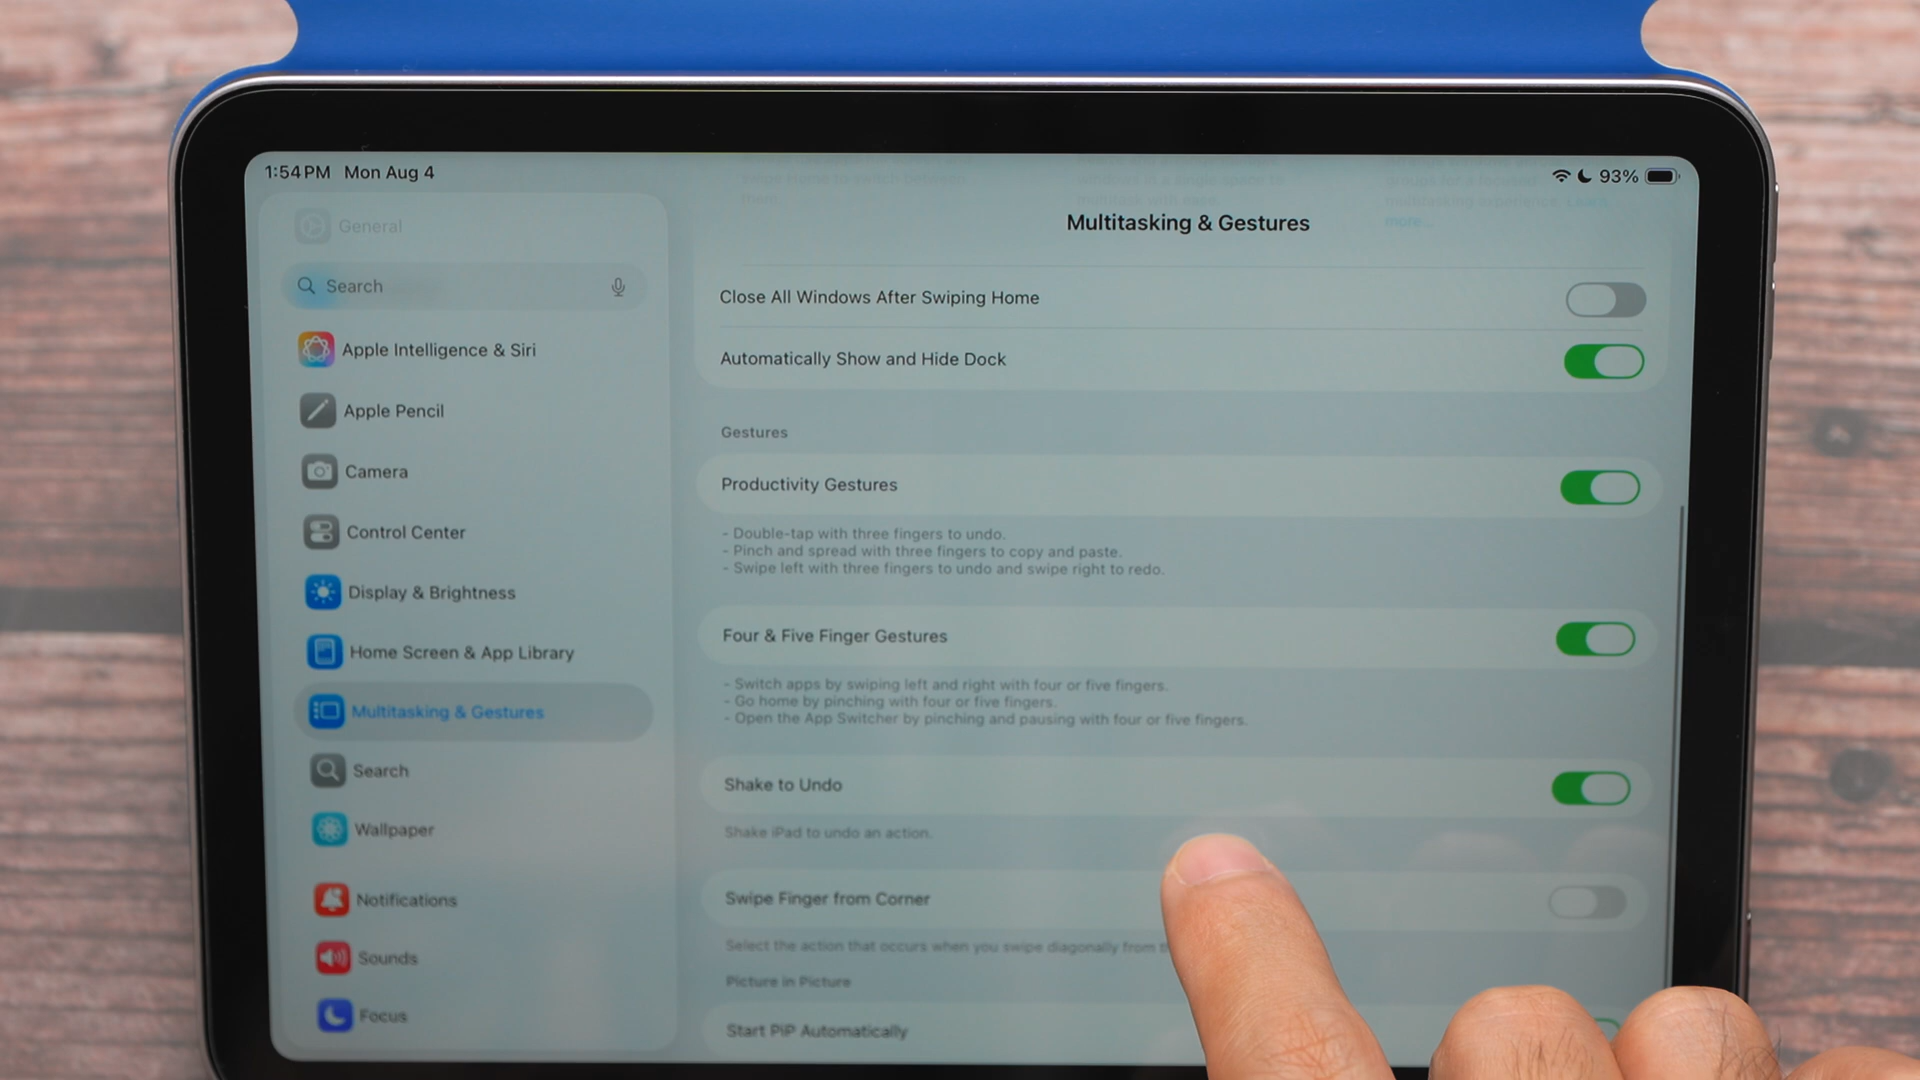 1:54 PM Mon Aug 4
93%
General
Search
Apple Intelligence & Siri
Apple Pencil
Camera
Control Center
Display & Brightness
Home Screen & App Library
Multitasking & Gestures
Search
Wallpaper
Notifications
Sounds
Focus
more...
Multitasking & Gestures
Close All Windows After Swiping Home
Automatically Show and Hide Dock
Gestures
Productivity Gestures
- Double-tap with three fingers to undo.
- Pinch and spread with three fingers to copy and paste.
- Swipe left with three fingers to undo and swipe right to redo.
Four & Five Finger Gestures
- Switch apps by swiping left and right with four or five fingers.
- Go home by pinching with four or five fingers.
- Open the App Switcher by pinching and pausing with four or five fingers.
Shake to Undo
Shake iPad to undo an action.
Swipe Finger from Corner
Select the action that occurs when you swipe diagonally from
Picture in Picture
Start PiP Automatically